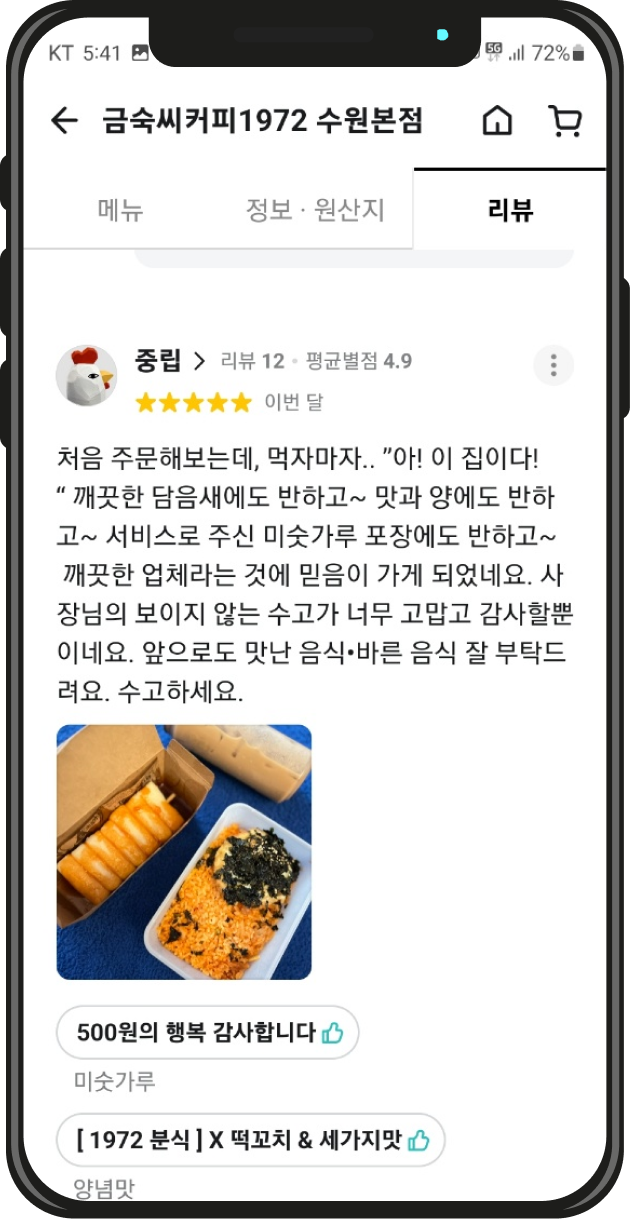 KT 5:41 5G 72%
금숙씨커피1972 수원본점
메뉴 정보 · 원산지 리뷰
중립 리뷰 12 · 평균별점 4.9
이번 달
처음 주문해보는데, 먹자마자.. ”아! 이 집이다!
“ 깨끗한 담음새에도 반하고~ 맛과 양에도 반하
고~ 서비스로 주신 미숫가루 포장에도 반하고~
깨끗한 업체라는 것에 믿음이 가게 되었네요. 사
장님의 보이지 않는 수고가 너무 고맙고 감사할뿐
이네요. 앞으로도 맛난 음식•바른 음식 잘 부탁드
려요. 수고하세요.
500원의 행복 감사합니다
미숫가루
[ 1972 분식 ] X 떡꼬치 & 세가지맛
양념맛